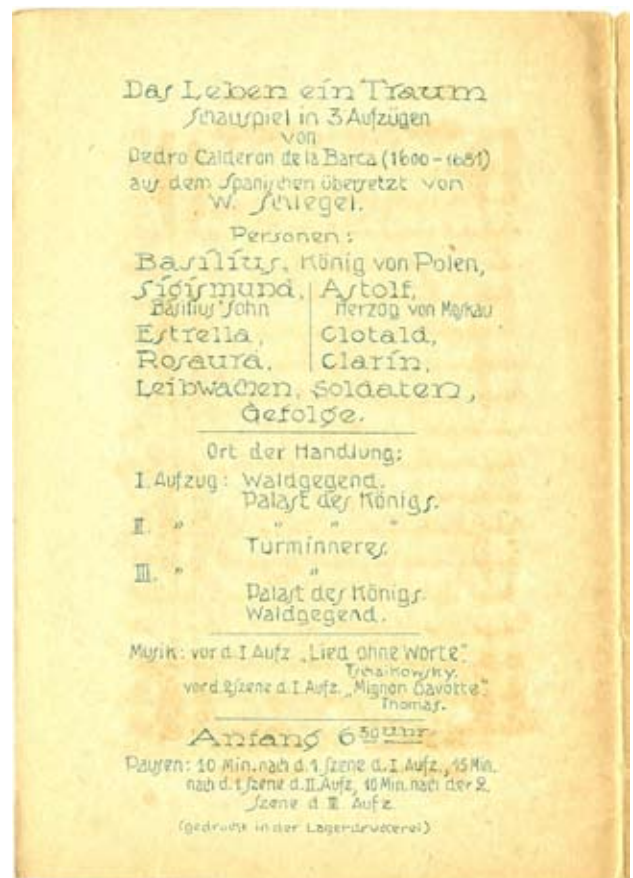 Das Leben ein Traum
Schauspiel in 3 Aufzügen
von
Pedro Calderon de la Barca (1600-1681)
aus dem Spanischen übersetzt von
W. Schlegel.
Personen:
Basilius, König von Polen,
Sigismund, Astolf,
Basilius' Sohn Herzog von Moskau
Estrella, Clotald,
Rosaura, Clarin,
Leibwachen, Soldaten,
Gefolge.
Ort der Handlung:
I. Aufzug: Waldgegend.
Palast des Königs.
II. " " " "
Turminneres
III. " "
Palast des Königs.
Waldgegend.
Musik: vor d. I Aufz „Lied ohne Worte".
Tschaikowsky.
vor d. 2 Szene d. I. Aufz. „Mignon Gavotte".
Thomas.
Anfang 6 30 Uhr
Pausen: 10 Min. nach d. 1 Szene d. I. Aufz., 15 Min.
nach d. 1 Szene d. II. Aufz, 10 Min. nach der 2.
Szene d. III Aufz.
(gedruckt in der Lagerdruckerei)